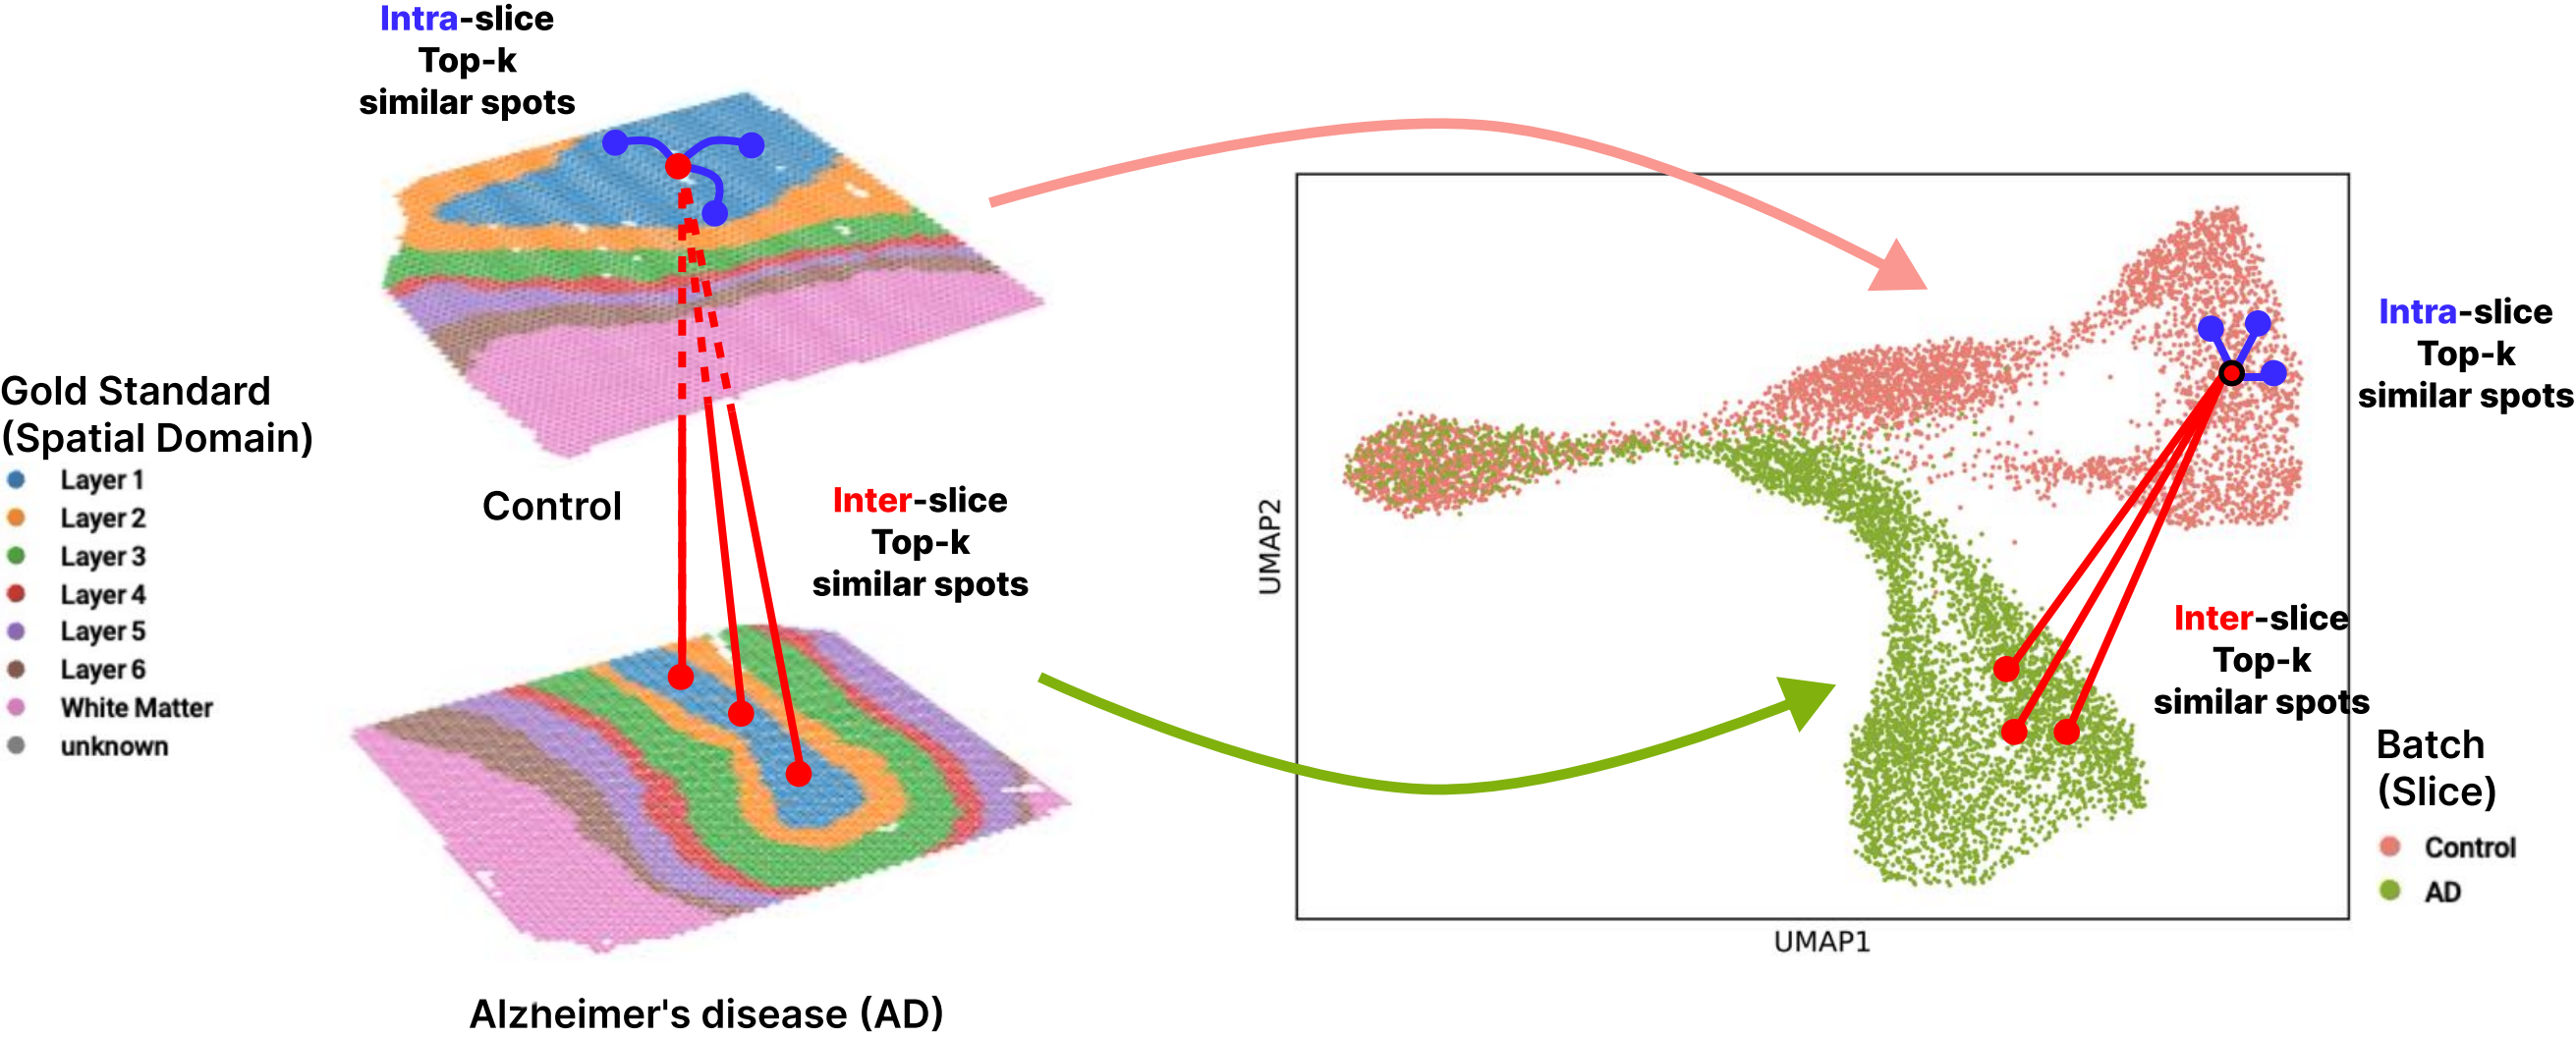 Intra-slice
Top-k
similar spots
Gold Standard
(Spatial Domain)
Layer 1
Layer 2
Layer 3
Layer 4
Layer 5
Layer 6
White Matter
unknown
Control
Inter-slice
Top-k
similar spots
Alzheimer's disease (AD)
UMAP2
UMAP1
Intra-slice
Top-k
similar spots
Inter-slice
Top-k
similar spots
Batch
(Slice)
Control
AD